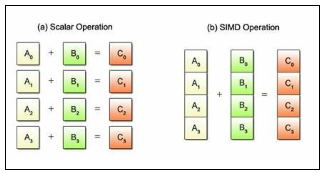 (a) Scalar Operation
A₀ + B₀ = C₀
A₁ + B₁ = C₁
A₂ + B₂ = C₂
A₃ + B₃ = C₃
(b) SIMD Operation
A₀ B₀ C₀
A₁ B₁ C₁
+ =
A₂ B₂ C₂
A₃ B₃ C₃